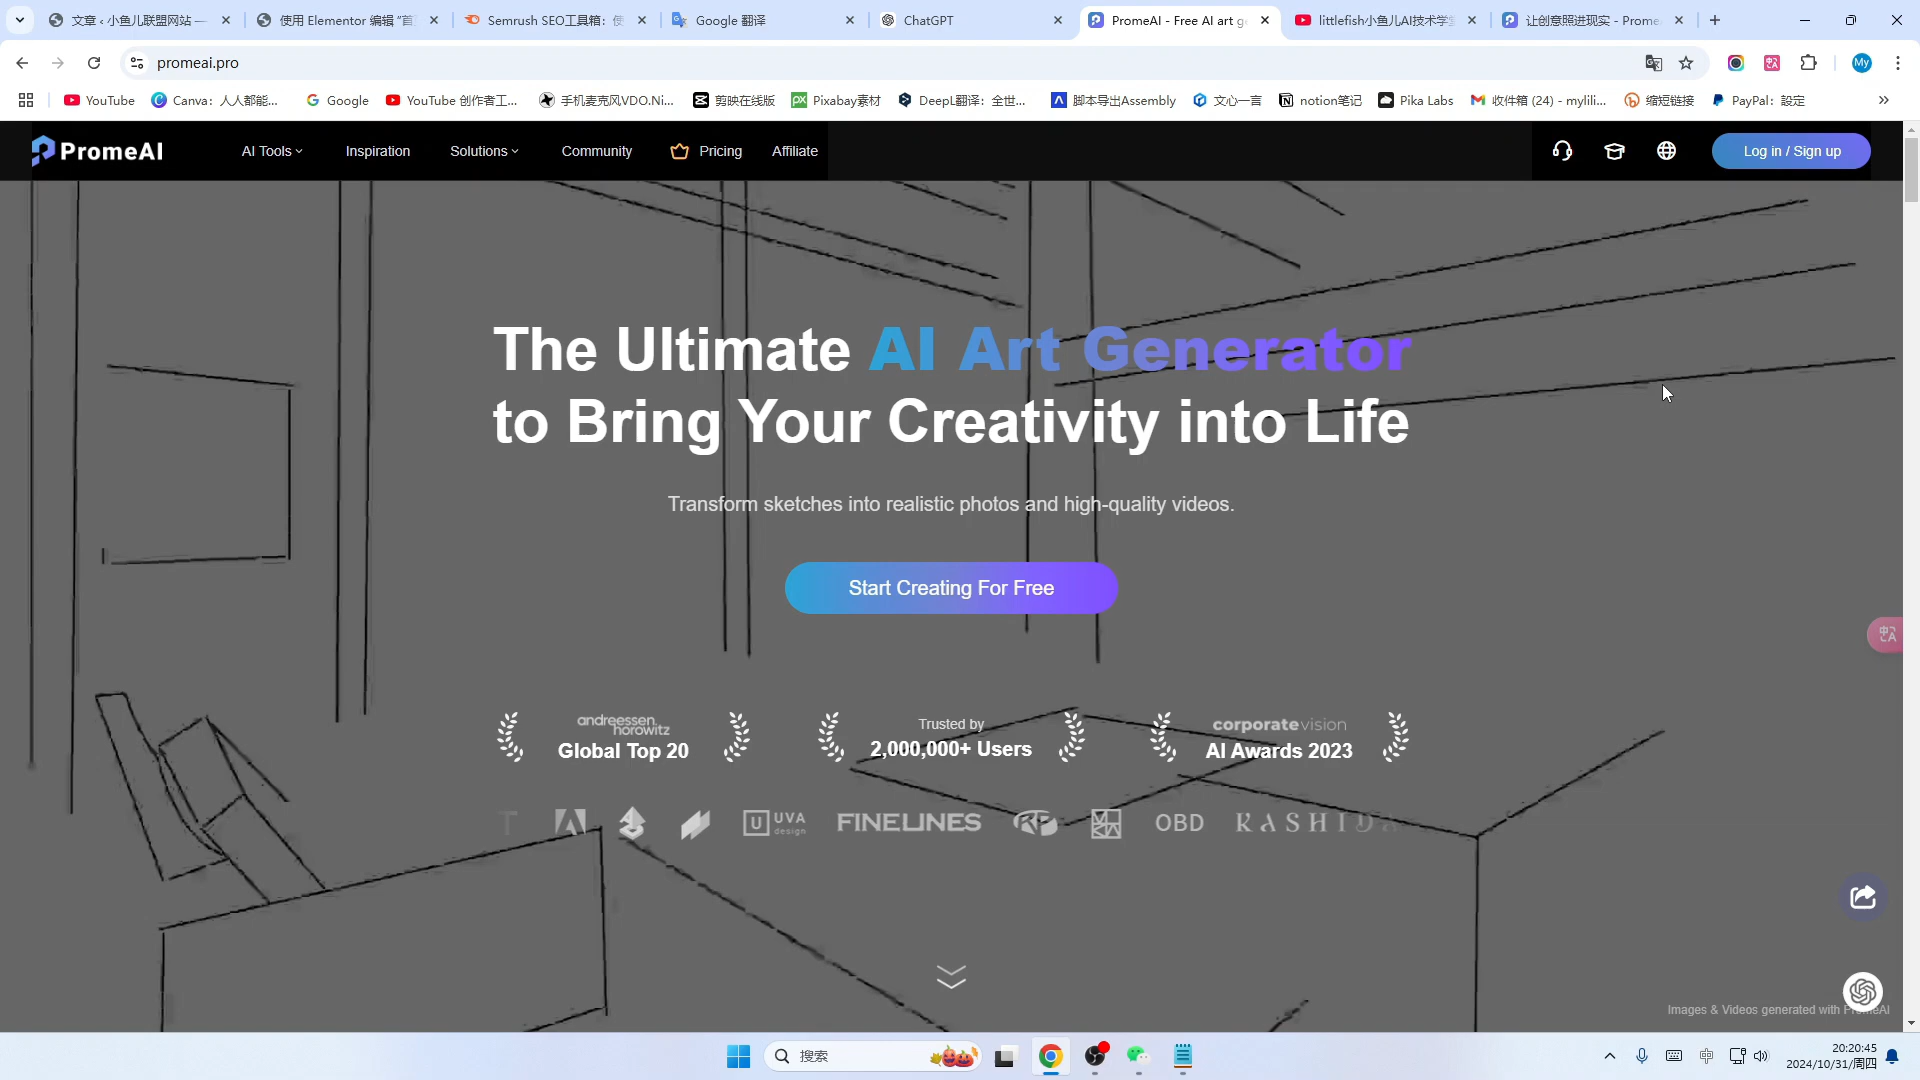 文章 ‹ 小鱼儿联盟网站 —
使用 Elementor 编辑 "首
Semrush SEO工具箱：使
Google 翻译
ChatGPT
PromeAI - Free AI art ge
littlefish小鱼儿AI技术学
让创意照进现实 - Prome
promeai.pro
My
YouTube
Canva：人人都能...
Google
YouTube 创作者工...
手机麦克风VDO.Ni...
剪映在线版
Pixabay素材
DeepL翻译：全世...
脚本导出Assembly
文心一言
notion笔记
Pika Labs
收件箱 (24) - mylili...
缩短链接
PayPal：設定
PromeAI
AI Tools
Inspiration
Solutions
Community
Pricing
Affiliate
Log in / Sign up
The Ultimate AI Art Generator
to Bring Your Creativity into Life
Transform sketches into realistic photos and high-quality videos.
Start Creating For Free
andreessen.
horowitz
Global Top 20
Trusted by
2,000,000+ Users
corporatevision
AI Awards 2023
T
UVA
design
FINELINES
OBD
KASHIDA
Images & Videos generated with PromeAI
搜索
中
20:20:45
2024/10/31/周四